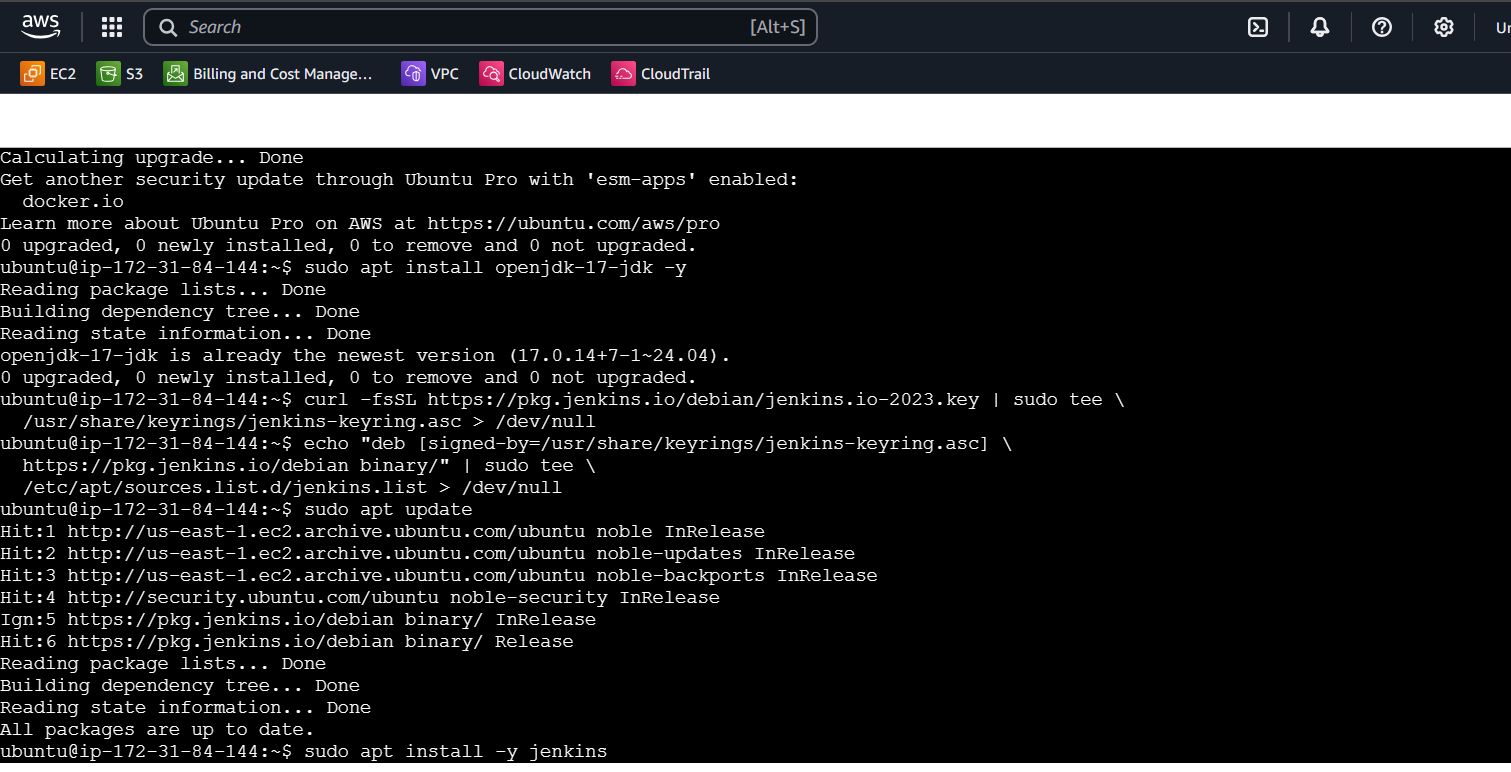 aws
Search [Alt+S]
EC2 S3 Billing and Cost Manage... VPC CloudWatch CloudTrail
Calculating upgrade... Done
Get another security update through Ubuntu Pro with 'esm-apps' enabled:
  docker.io
Learn more about Ubuntu Pro on AWS at https://ubuntu.com/aws/pro
0 upgraded, 0 newly installed, 0 to remove and 0 not upgraded.
ubuntu@ip-172-31-84-144:~$ sudo apt install openjdk-17-jdk -y
Reading package lists... Done
Building dependency tree... Done
Reading state information... Done
openjdk-17-jdk is already the newest version (17.0.14+7-1~24.04).
0 upgraded, 0 newly installed, 0 to remove and 0 not upgraded.
ubuntu@ip-172-31-84-144:~$ curl -fsSL https://pkg.jenkins.io/debian/jenkins.io-2023.key | sudo tee \
  /usr/share/keyrings/jenkins-keyring.asc > /dev/null
ubuntu@ip-172-31-84-144:~$ echo "deb [signed-by=/usr/share/keyrings/jenkins-keyring.asc] \
  https://pkg.jenkins.io/debian binary/" | sudo tee \
  /etc/apt/sources.list.d/jenkins.list > /dev/null
ubuntu@ip-172-31-84-144:~$ sudo apt update
Hit:1 http://us-east-1.ec2.archive.ubuntu.com/ubuntu noble InRelease
Hit:2 http://us-east-1.ec2.archive.ubuntu.com/ubuntu noble-updates InRelease
Hit:3 http://us-east-1.ec2.archive.ubuntu.com/ubuntu noble-backports InRelease
Hit:4 http://security.ubuntu.com/ubuntu noble-security InRelease
Ign:5 https://pkg.jenkins.io/debian binary/ InRelease
Hit:6 https://pkg.jenkins.io/debian binary/ Release
Reading package lists... Done
Building dependency tree... Done
Reading state information... Done
All packages are up to date.
ubuntu@ip-172-31-84-144:~$ sudo apt install -y jenkins